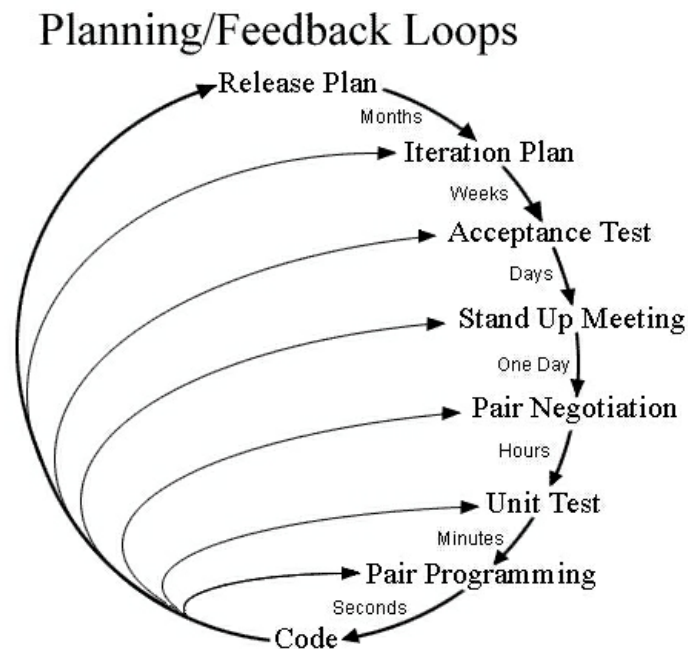 Planning/Feedback Loops
Release Plan
Months
Iteration Plan
Weeks
Acceptance Test
Days
Stand Up Meeting
One Day
Pair Negotiation
Hours
Unit Test
Minutes
Pair Programming
Seconds
Code